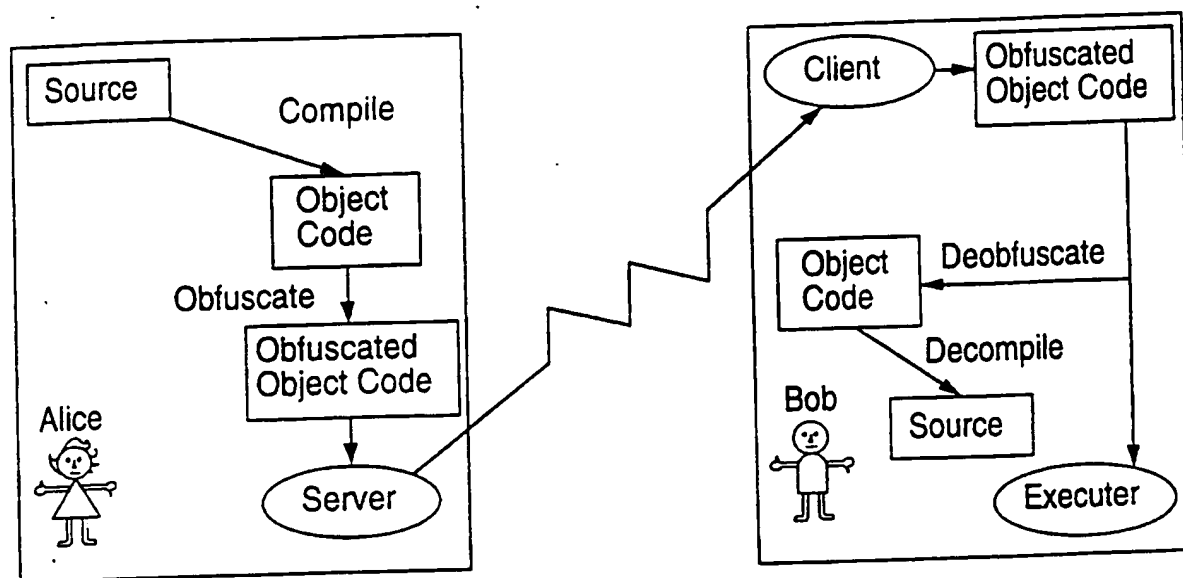 Source
Compile
Object
Code
Obfuscate
Obfuscated
Object Code
Alice
Server
Client
Obfuscated
Object Code
Object
Code
Deobfuscate
Decompile
Bob
Source
Executer